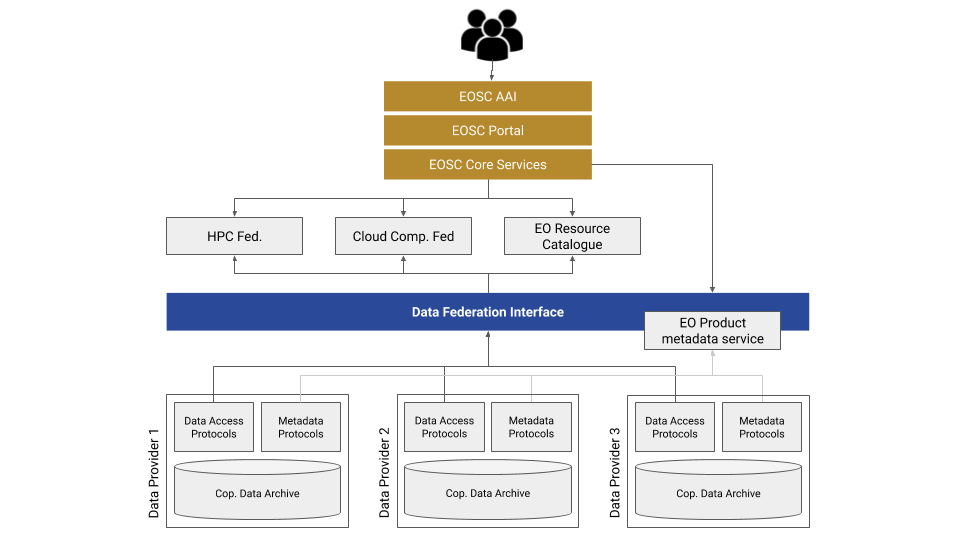 EOSC AAI
EOSC Portal
EOSC Core Services
HPC Fed.
Cloud Comp. Fed
EO Resource
Catalogue
Data Federation Interface
EO Product
metadata service
Data Provider 1
Data Access
Protocols
Metadata
Protocols
Cop. Data Archive
Data Provider 2
Data Access
Protocols
Metadata
Protocols
Cop. Data Archive
Data Provider 3
Data Access
Protocols
Metadata
Protocols
Cop. Data Archive